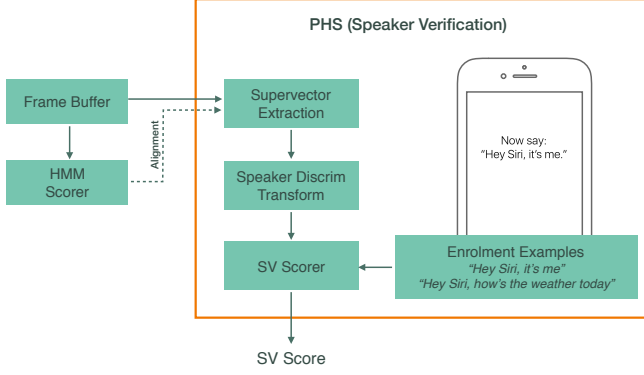 PHS (Speaker Verification)
Frame Buffer
HMM
Scorer
Alignment
Supervector
Extraction
Speaker Discrim
Transform
SV Scorer
Now say:
"Hey Siri, it's me."
Enrolment Examples
"Hey Siri, it's me"
"Hey Siri, how's the weather today"
SV Score